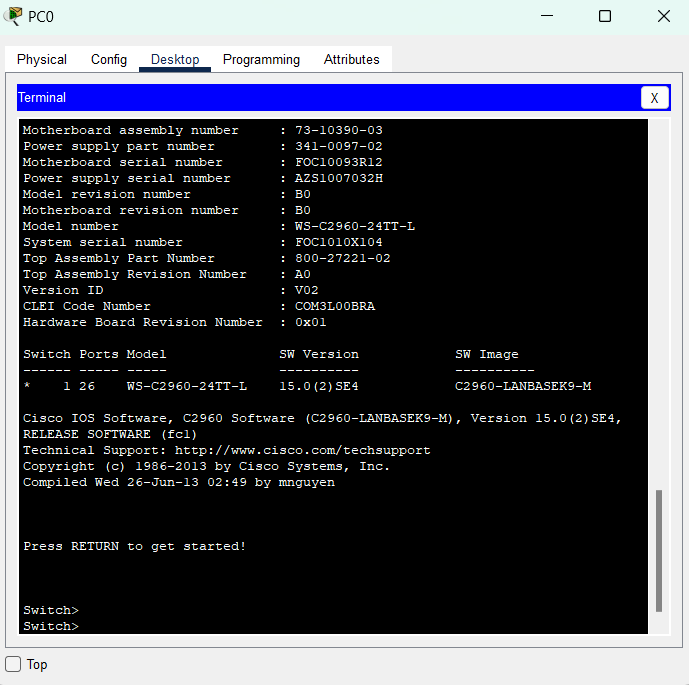 PC0
Physical Config Desktop Programming Attributes
Terminal X
Motherboard assembly number     : 73-10390-03
Power supply part number        : 341-0097-02
Motherboard serial number       : FOC10093R12
Power supply serial number      : AZS1007032H
Model revision number           : B0
Motherboard revision number     : B0
Model number                    : WS-C2960-24TT-L
System serial number            : FOC1010X104
Top Assembly Part Number        : 800-27221-02
Top Assembly Revision Number    : A0
Version ID                      : V02
CLEI Code Number                : COM3L00BRA
Hardware Board Revision Number  : 0x01
Switch Ports Model              SW Version            SW Image
------ ----- -----              ----------            ----------
*    1 26    WS-C2960-24TT-L    15.0(2)SE4            C2960-LANBASEK9-M
Cisco IOS Software, C2960 Software (C2960-LANBASEK9-M), Version 15.0(2)SE4,
RELEASE SOFTWARE (fc1)
Technical Support: http://www.cisco.com/techsupport
Copyright (c) 1986-2013 by Cisco Systems, Inc.
Compiled Wed 26-Jun-13 02:49 by mnguyen
Press RETURN to get started!
Switch>
Switch>
Top